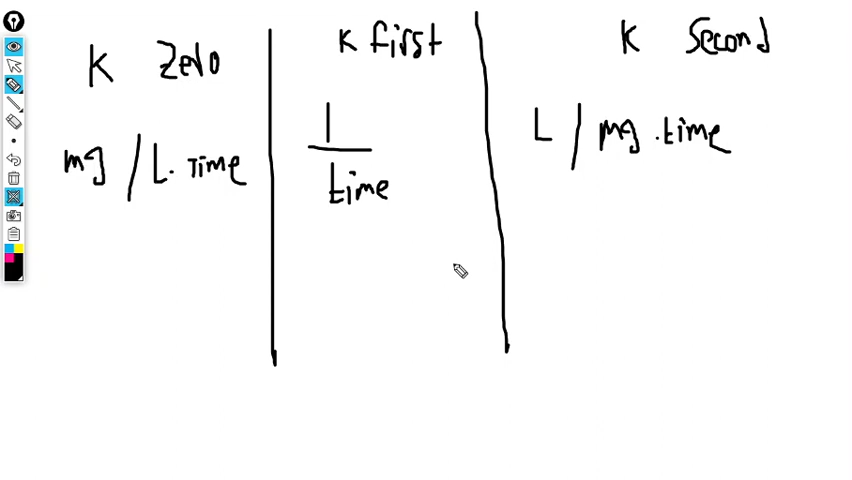 K zero
mg / L. Time
K first
1
time
K Second
L / mg .time